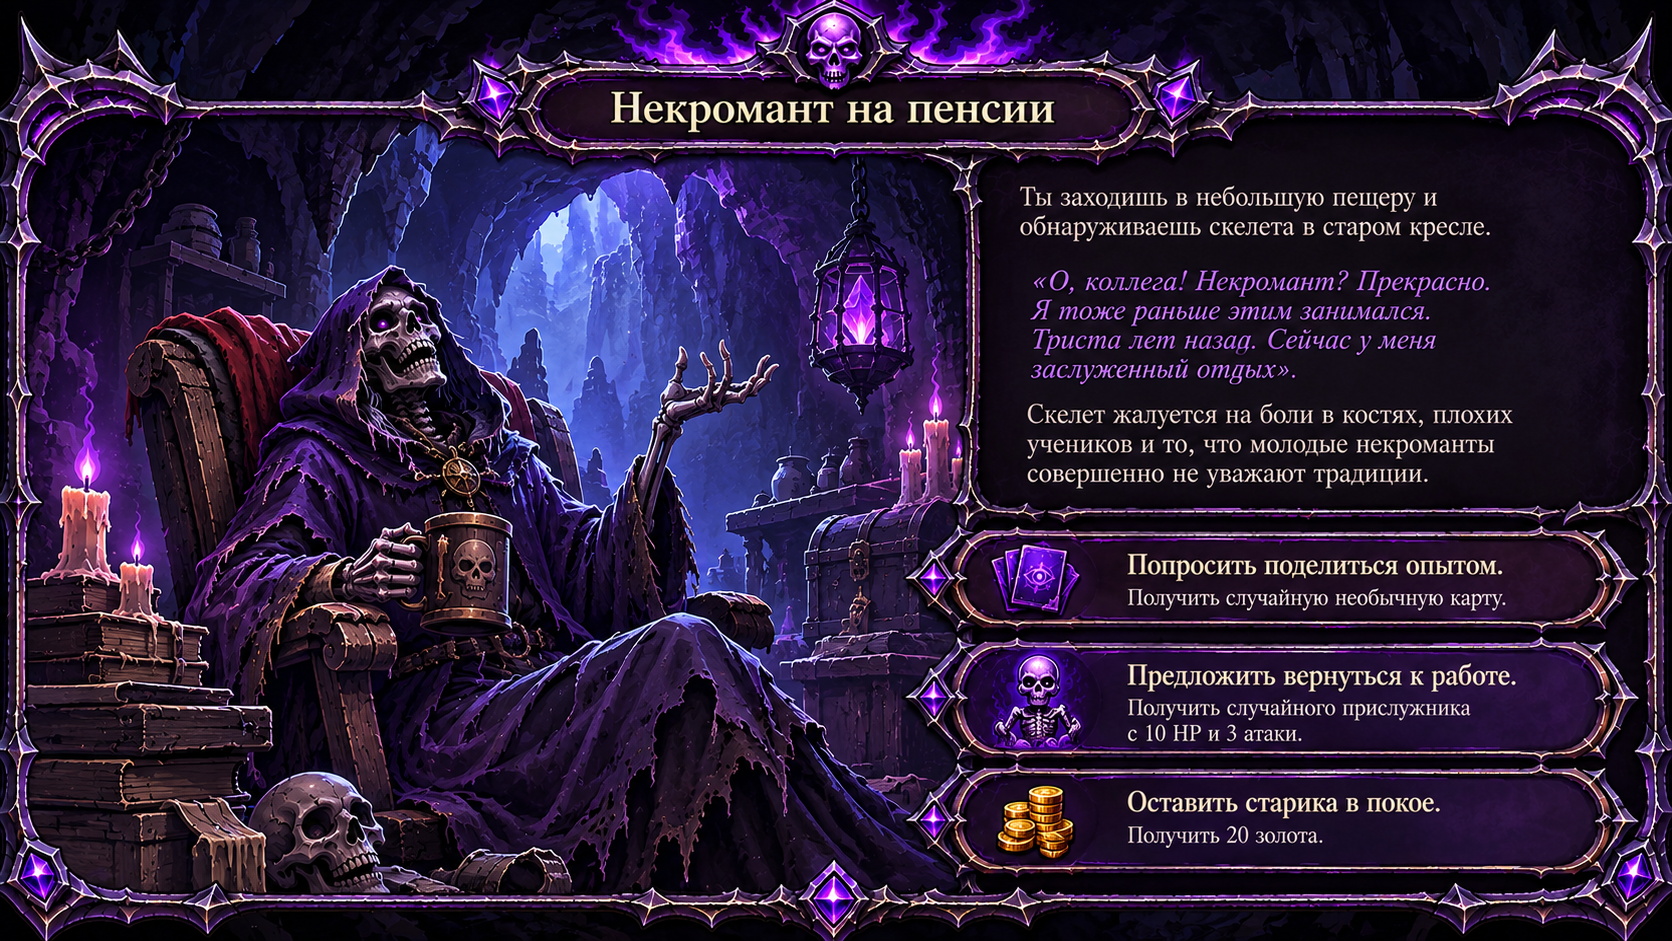 Некромант на пенсии
Ты заходишь в небольшую пещеру и
обнаруживаешь скелета в старом кресле.
«О, коллега! Некромант? Прекрасно.
Я тоже раньше этим занимался.
Триста лет назад. Сейчас у меня
заслуженный отдых».
Скелет жалуется на боли в костях, плохих
учеников и то, что молодые некроманты
совершенно не уважают традиции.
Попросить поделиться опытом.
Получить случайную необычную карту.
Предложить вернуться к работе.
Получить случайного прислужника
с 10 HP и 3 атаки.
Оставить старика в покое.
Получить 20 золота.